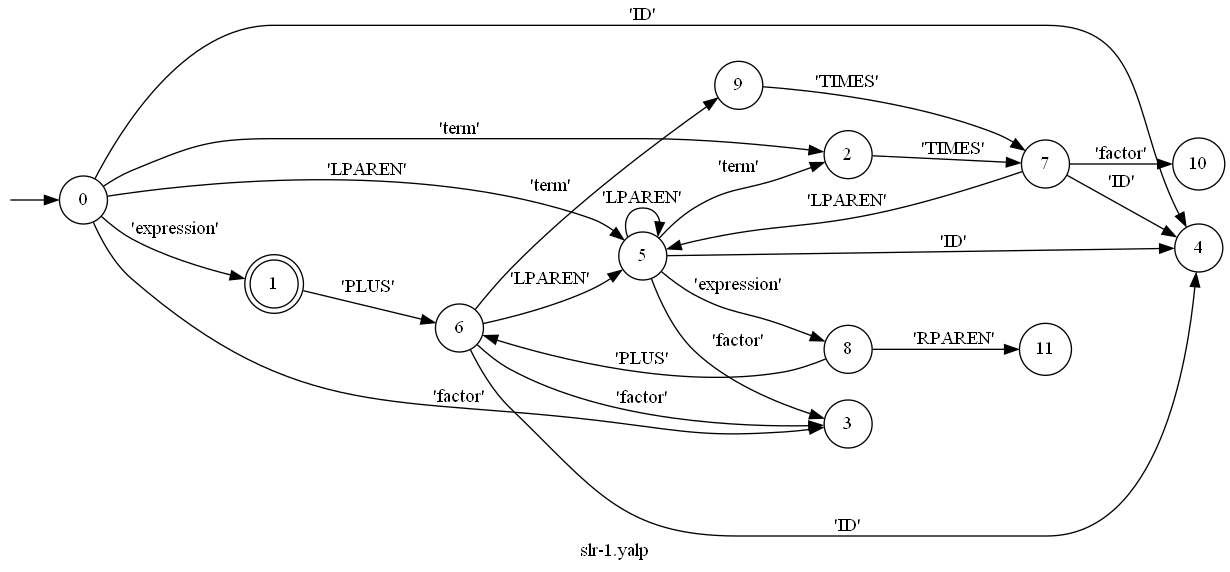 'ID'
9
'TIMES'
'term'
2
'TIMES'
7
'factor'
10
'LPAREN'
'term'
'ID'
'term'
'LPAREN'
'LPAREN'
0
'expression'
5
'ID'
4
1
'PLUS'
'LPAREN'
'expression'
6
'PLUS'
'factor'
8
'RPAREN'
11
'factor'
'factor'
3
'ID'
slr-1.yalp